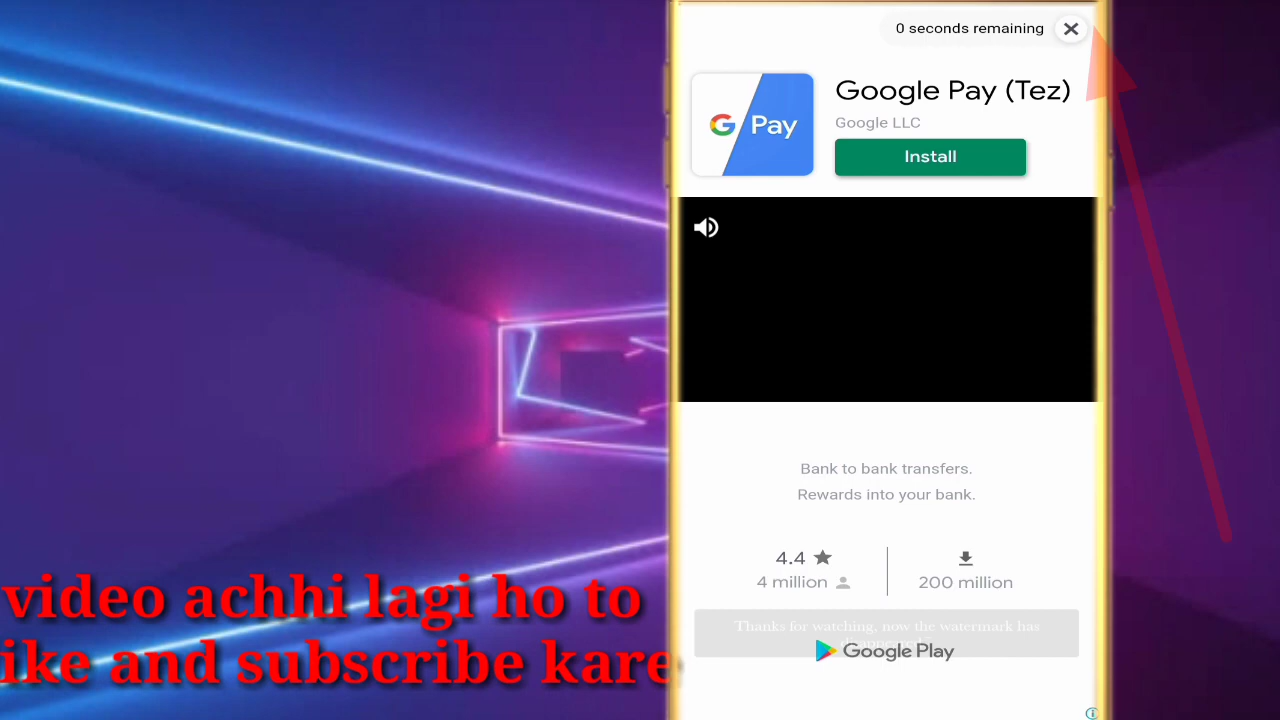 0 seconds remaining
Google Pay (Tez)
G Pay
Google LLC
Install
Bank to bank transfers.
Rewards into your bank.
4.4
4 million
200 million
Thanks for watching, now the watermark has
Google Play
video achhi lagi ho to
ike and subscribe kare